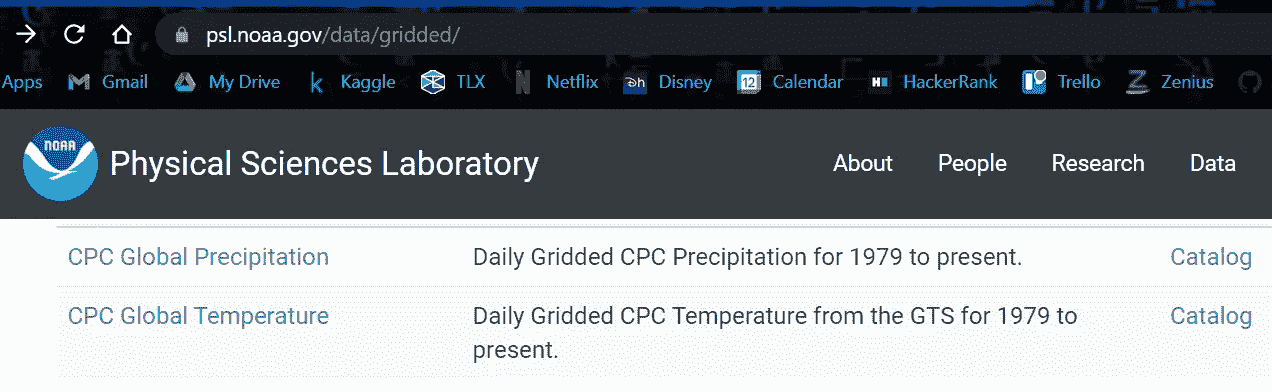 psl.noaa.gov/data/gridded/
Apps Gmail My Drive Kaggle TLX Netflix Disney Calendar HackerRank Trello Zenius
NOAA Physical Sciences Laboratory About People Research Data
CPC Global Precipitation Daily Gridded CPC Precipitation for 1979 to present. Catalog
CPC Global Temperature Daily Gridded CPC Temperature from the GTS for 1979 to Catalog
present.